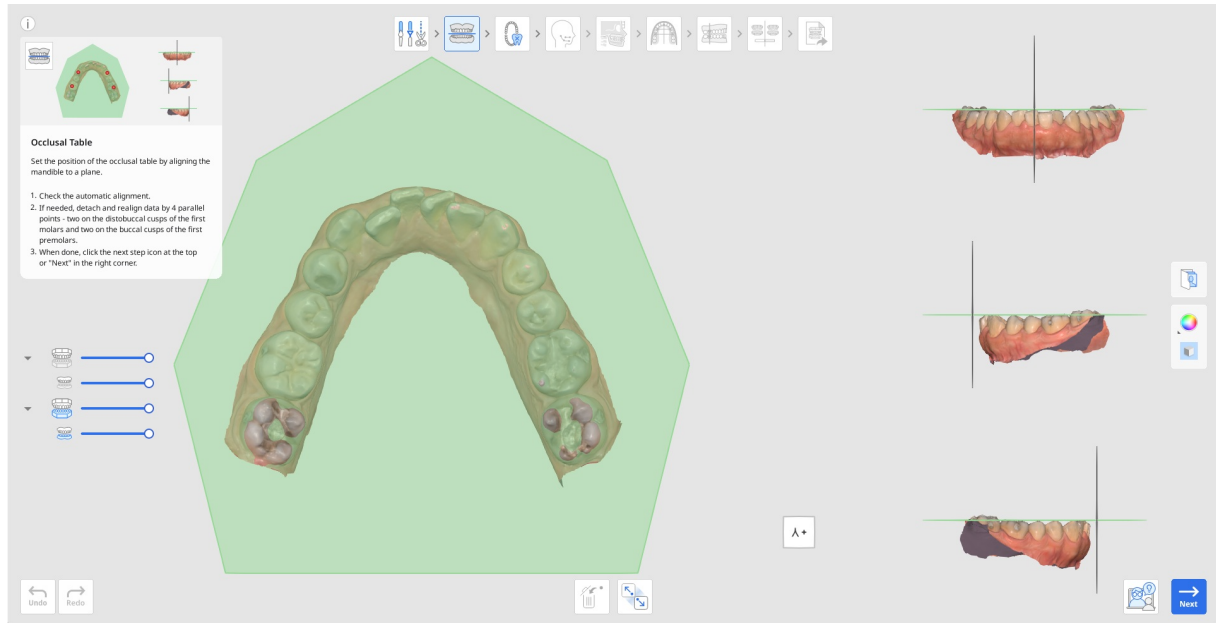 Occlusal Table
Set the position of the occlusal table by aligning the
mandible to a plane.
1. Check the automatic alignment.
2. If needed, detach and realign data by 4 parallel
points - two on the distobuccal cusps of the first
molars and two on the buccal cusps of the first
premolars.
3. When done, click the next step icon at the top
or "Next" in the right corner.
Undo
Redo
Next